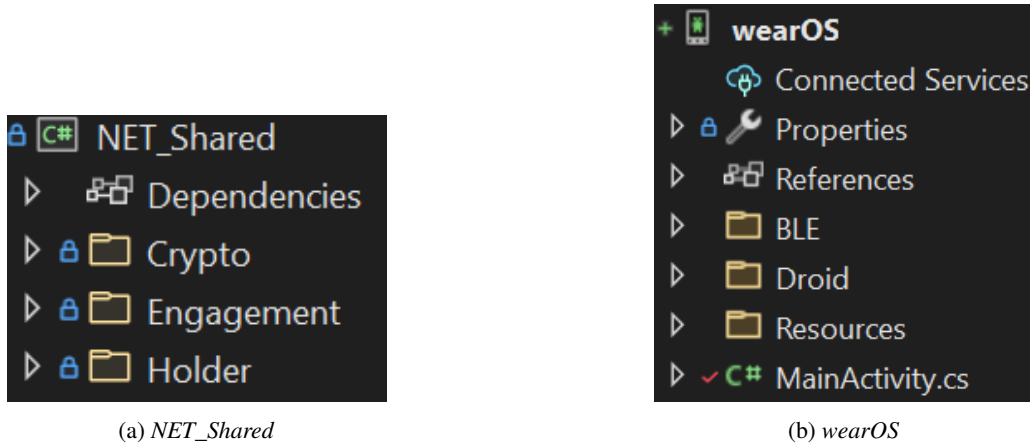 C# NET_Shared
Dependencies
Crypto
Engagement
Holder
(a) NET_Shared
wearOS
Connected Services
Properties
References
BLE
Droid
Resources
C# MainActivity.cs
(b) wearOS